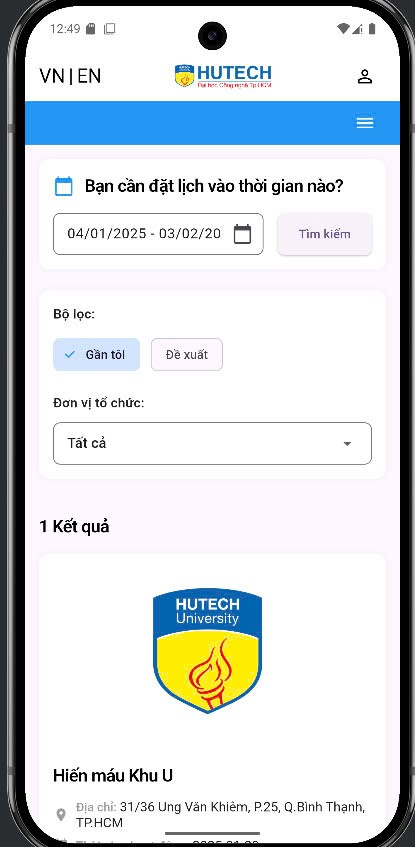 12:49
VN|EN
HUTECH
Đại học Công nghệ Tp.HCM
Bạn cần đặt lịch vào thời gian nào?
04/01/2025 - 03/02/20
Tìm kiếm
Bộ lọc:
Gần tôi
Đề xuất
Đơn vị tổ chức:
Tất cả
1 Kết quả
HUTECH
University
Hiến máu Khu U
Địa chỉ: 31/36 Ung Văn Khiêm, P.25, Q.Bình Thạnh,
TP.HCM